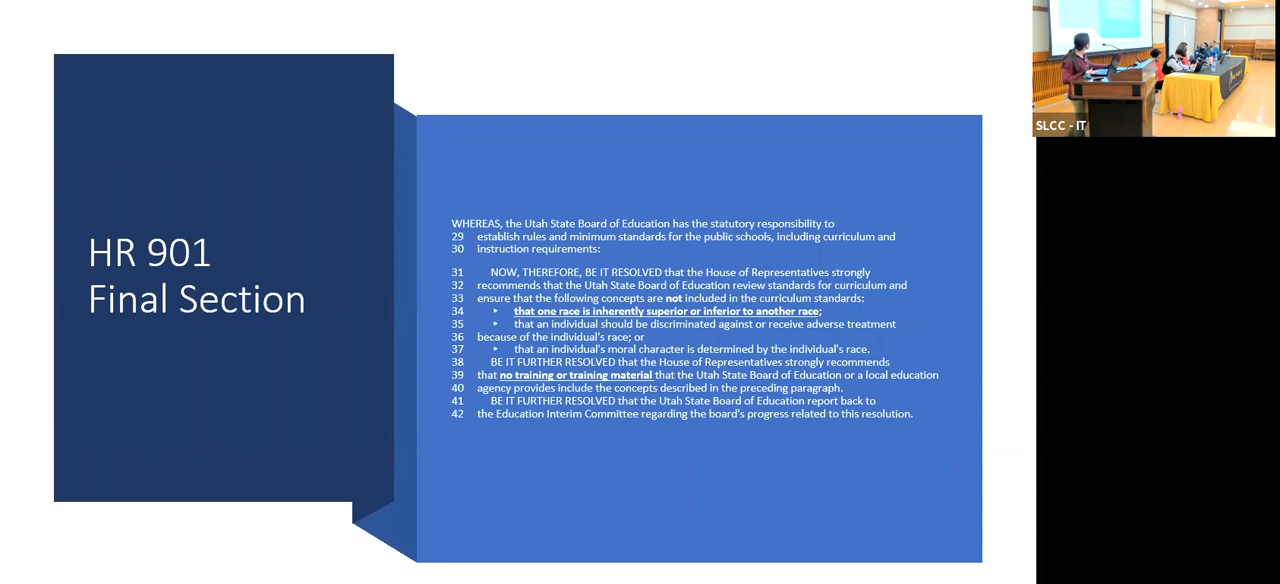 HR 901
Final Section
WHEREAS, the Utah State Board of Education has the statutory responsibility to
29 establish rules and minimum standards for the public schools, including curriculum and
30 instruction requirements:
31 NOW, THEREFORE, BE IT RESOLVED that the House of Representatives strongly
32 recommends that the Utah State Board of Education review standards for curriculum and
33 ensure that the following concepts are not included in the curriculum standards:
34 ▸ that one race is inherently superior or inferior to another race;
35 ▸ that an individual should be discriminated against or receive adverse treatment
36 because of the individual's race; or
37 ▸ that an individual's moral character is determined by the individual's race.
38 BE IT FURTHER RESOLVED that the House of Representatives strongly recommends
39 that no training or training material that the Utah State Board of Education or a local education
40 agency provides include the concepts described in the preceding paragraph.
41 BE IT FURTHER RESOLVED that the Utah State Board of Education report back to
42 the Education Interim Committee regarding the board's progress related to this resolution.
SLCC - IT